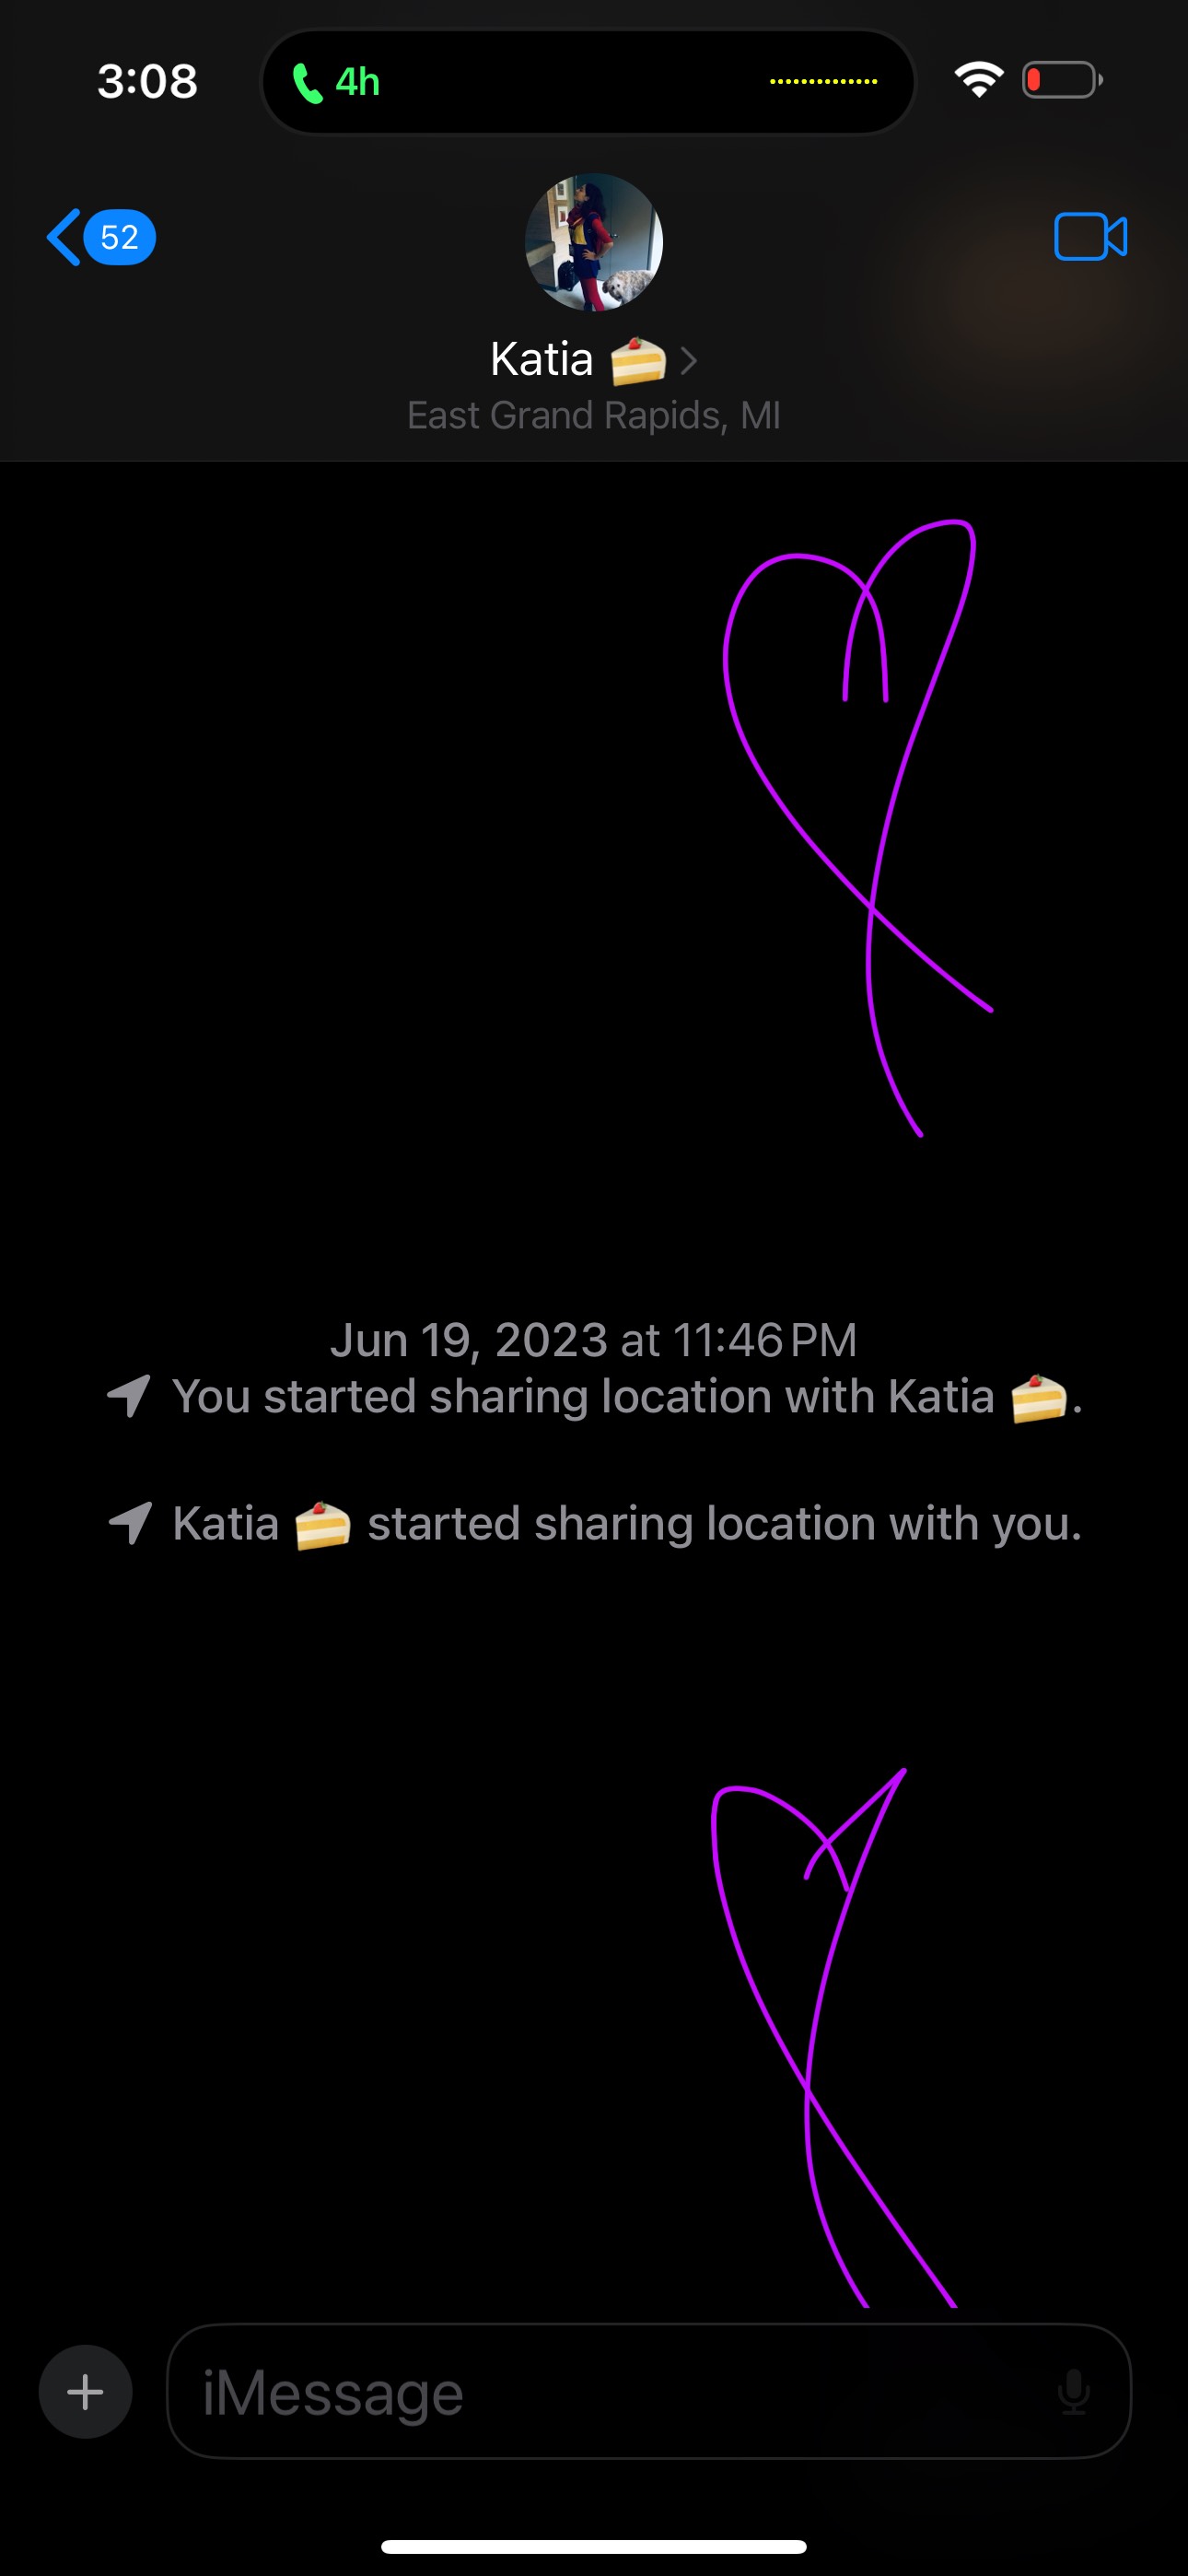 3:08
4h
52
Katia 🍰
East Grand Rapids, MI
Jun 19, 2023 at 11:46 PM
You started sharing location with Katia 🍰.
Katia 🍰 started sharing location with you.
iMessage